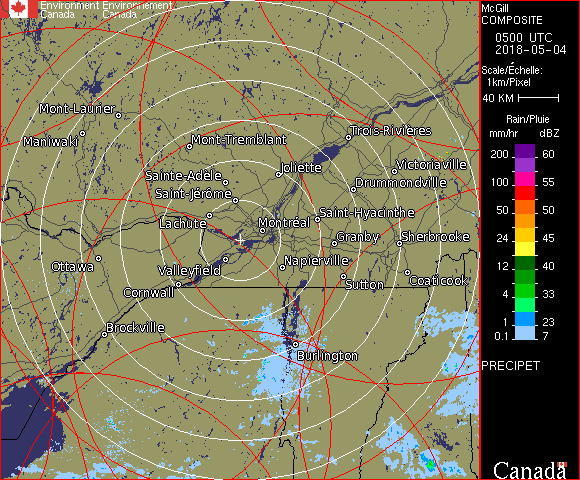 Environment Environnement
Canada Canada
McGill
COMPOSITE
0500 UTC
2018-05-04
Scale/Échelle:
1km/Pixel
40 KM
Rain/Pluie
mm/hr dBZ
200 60
150 57
100 55
50 50
24 45
12 40
4 33
1 23
0.1 7
PRECIPET
Canada
Mont-Laurier
Maniwaki
Mont-Tremblant
Trois-Rivières
Joliette
Victoriaville
Sainte-Adèle
Drummondville
Saint-Jérôme
Saint-Hyacinthe
Lachute
Montréal
Granby
Sherbrooke
Ottawa
Valleyfield
Napierville
Sutton
Coaticook
Cornwall
Brockville
Burlington